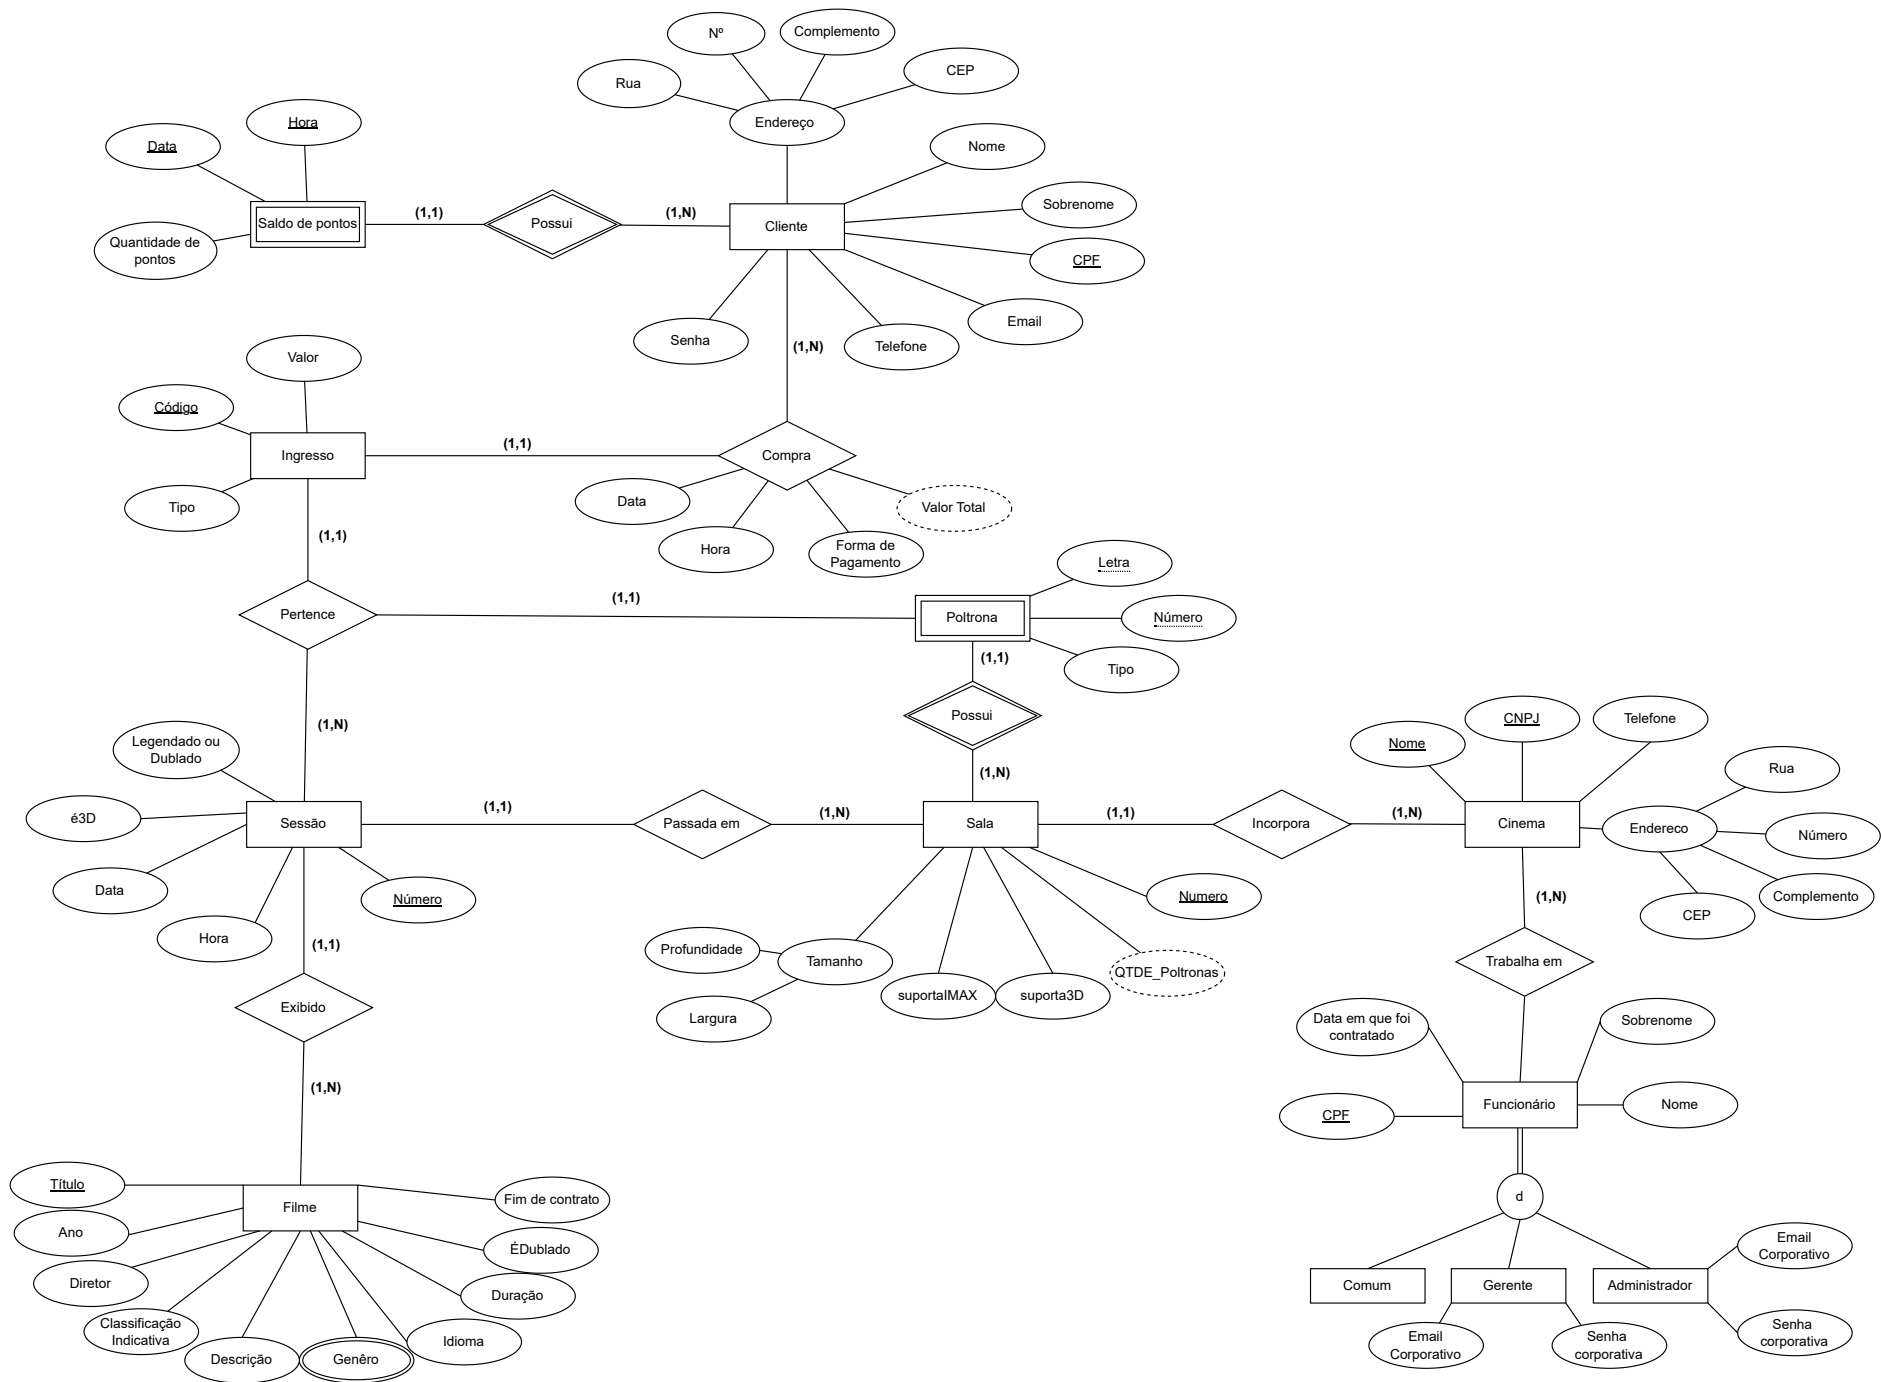 Nº
Complemento
Rua
CEP
Endereço
Hora
Data
Nome
Sobrenome
Saldo de pontos
(1,1)
Possui
(1,N)
Cliente
Quantidade de
pontos
CPF
Email
Senha
Telefone
(1,N)
Valor
Código
Ingresso
(1,1)
Compra
Tipo
Data
Valor Total
Hora
Forma de
Pagamento
(1,1)
Letra
Pertence
(1,1)
Poltrona
Número
(1,1)
Tipo
Possui
(1,N)
(1,N)
Legendado ou
Dublado
Nome
CNPJ
Telefone
Rua
é3D
Sessão
(1,1)
Passada em
(1,N)
Sala
(1,1)
Incorpora
(1,N)
Cinema
Endereco
Número
Data
Número
Numero
(1,N)
Complemento
CEP
Hora
(1,1)
Profundidade
Tamanho
QTDE_Poltronas
suportaIMAX
suporta3D
Largura
Trabalha em
Exibido
Data em que foi
contratado
Sobrenome
(1,N)
CPF
Funcionário
Nome
Título
Filme
Fim de contrato
Ano
ÉDublado
Diretor
Duração
Classificação
Indicativa
Descrição
Genêro
Idioma
d
Email
Corporativo
Comum
Gerente
Administrador
Email
Corporativo
Senha
corporativa
Senha
corporativa